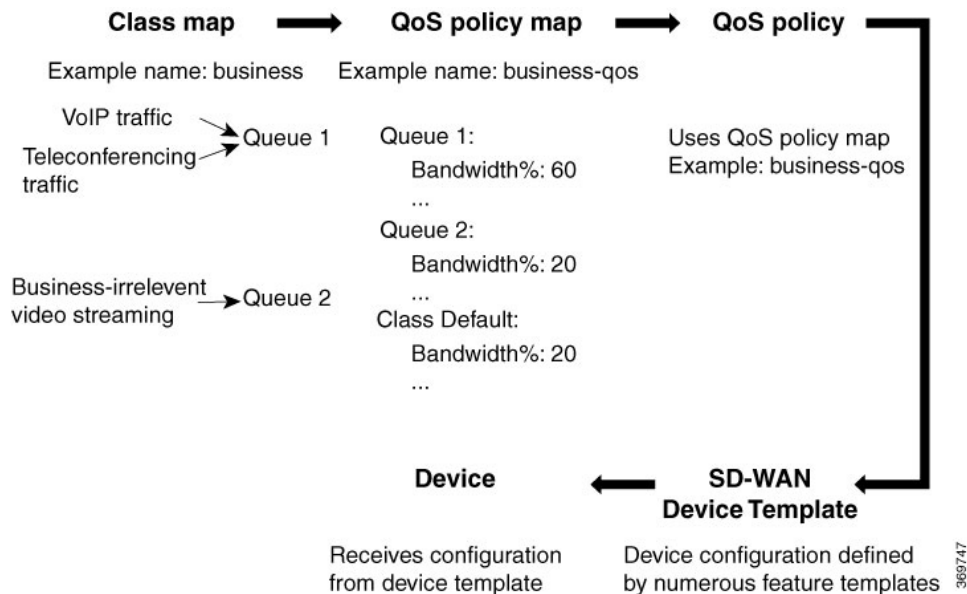 Class map
QoS policy map
QoS policy
Example name: business
Example name: business-qos
VoIP traffic
Teleconferencing
traffic
Queue 1
Business-irrelevent
video streaming
Queue 2
Queue 1:
Bandwidth%: 60
...
Queue 2:
Bandwidth%: 20
...
Class Default:
Bandwidth%: 20
...
Uses QoS policy map
Example: business-qos
Device
SD-WAN
Device Template
Receives configuration
from device template
Device configuration defined
by numerous feature templates
369747